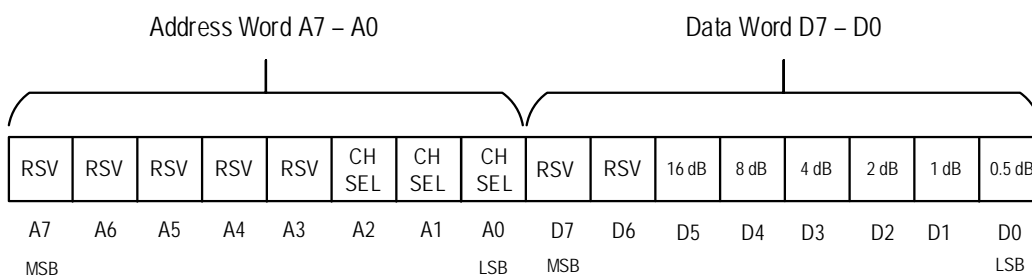 Address Word A7 – A0 Data Word D7 – D0
RSV RSV RSV RSV RSV CH SEL CH SEL CH SEL RSV RSV 16 dB 8 dB 4 dB 2 dB 1 dB 0.5 dB
A7 A6 A5 A4 A3 A2 A1 A0 D7 D6 D5 D4 D3 D2 D1 D0
MSB LSB MSB LSB